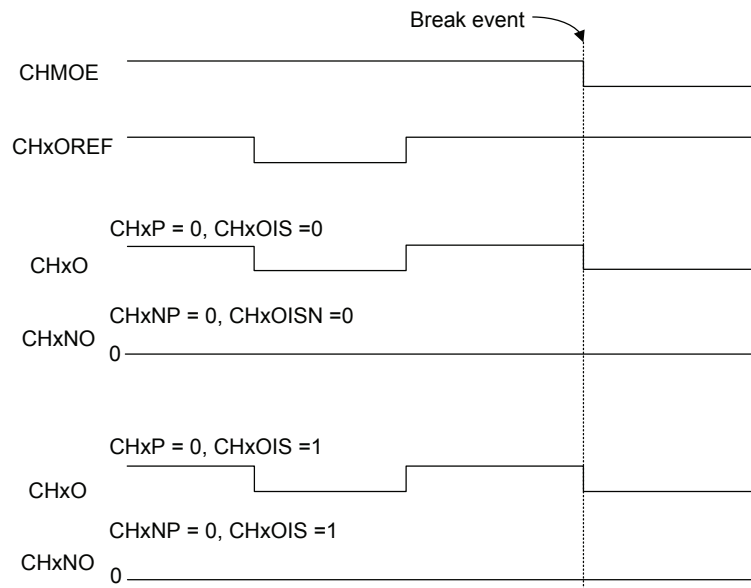 Break event
CHMOE
CHxOREF
CHxP = 0, CHxOIS =0
CHxO
CHxNP = 0, CHxOISN =0
CHxNO
0
CHxP = 0, CHxOIS =1
CHxO
CHxNP = 0, CHxOIS =1
CHxNO
0